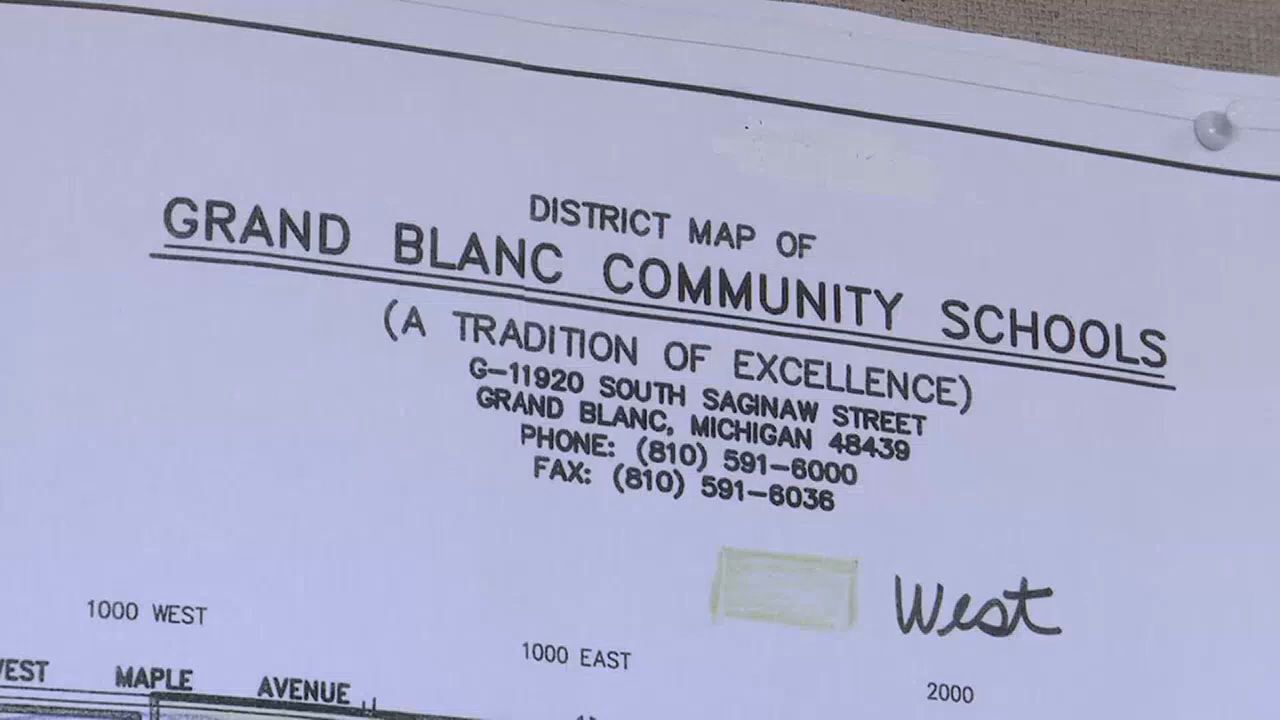 DISTRICT MAP OF
GRAND BLANC COMMUNITY SCHOOLS
(A TRADITION OF EXCELLENCE)
G-11920 SOUTH SAGINAW STREET
GRAND BLANC, MICHIGAN 48439
PHONE: (810) 591-6000
FAX: (810) 591-6036
West
1000 WEST
1000 EAST
2000
MAPLE AVENUE